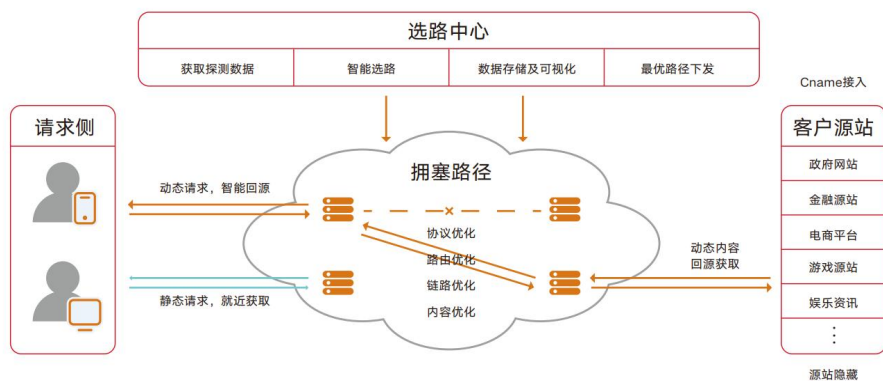 选路中心
获取探测数据
智能选路
数据存储及可视化
最优路径下发
Cname接入
请求侧
客户源站
政府网站
金融源站
电商平台
游戏源站
娱乐资讯
源站隐藏
拥塞路径
动态请求，智能回源
静态请求，就近获取
协议优化
路由优化
链路优化
内容优化
动态内容
回源获取